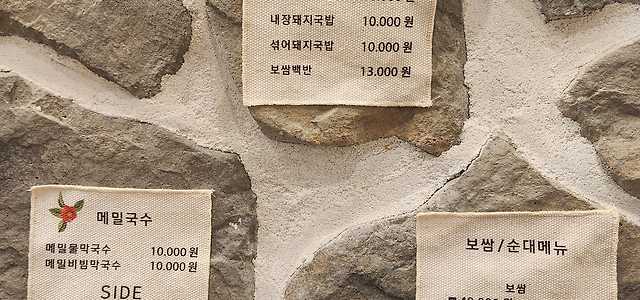 내장돼지국밥 10.000 원
섞어돼지국밥 10.000 원
보쌈백반 13.000 원
메밀국수
메밀물막국수 10.000 원
메밀비빔막국수 10.000 원
SIDE
보쌈/순대메뉴
보쌈